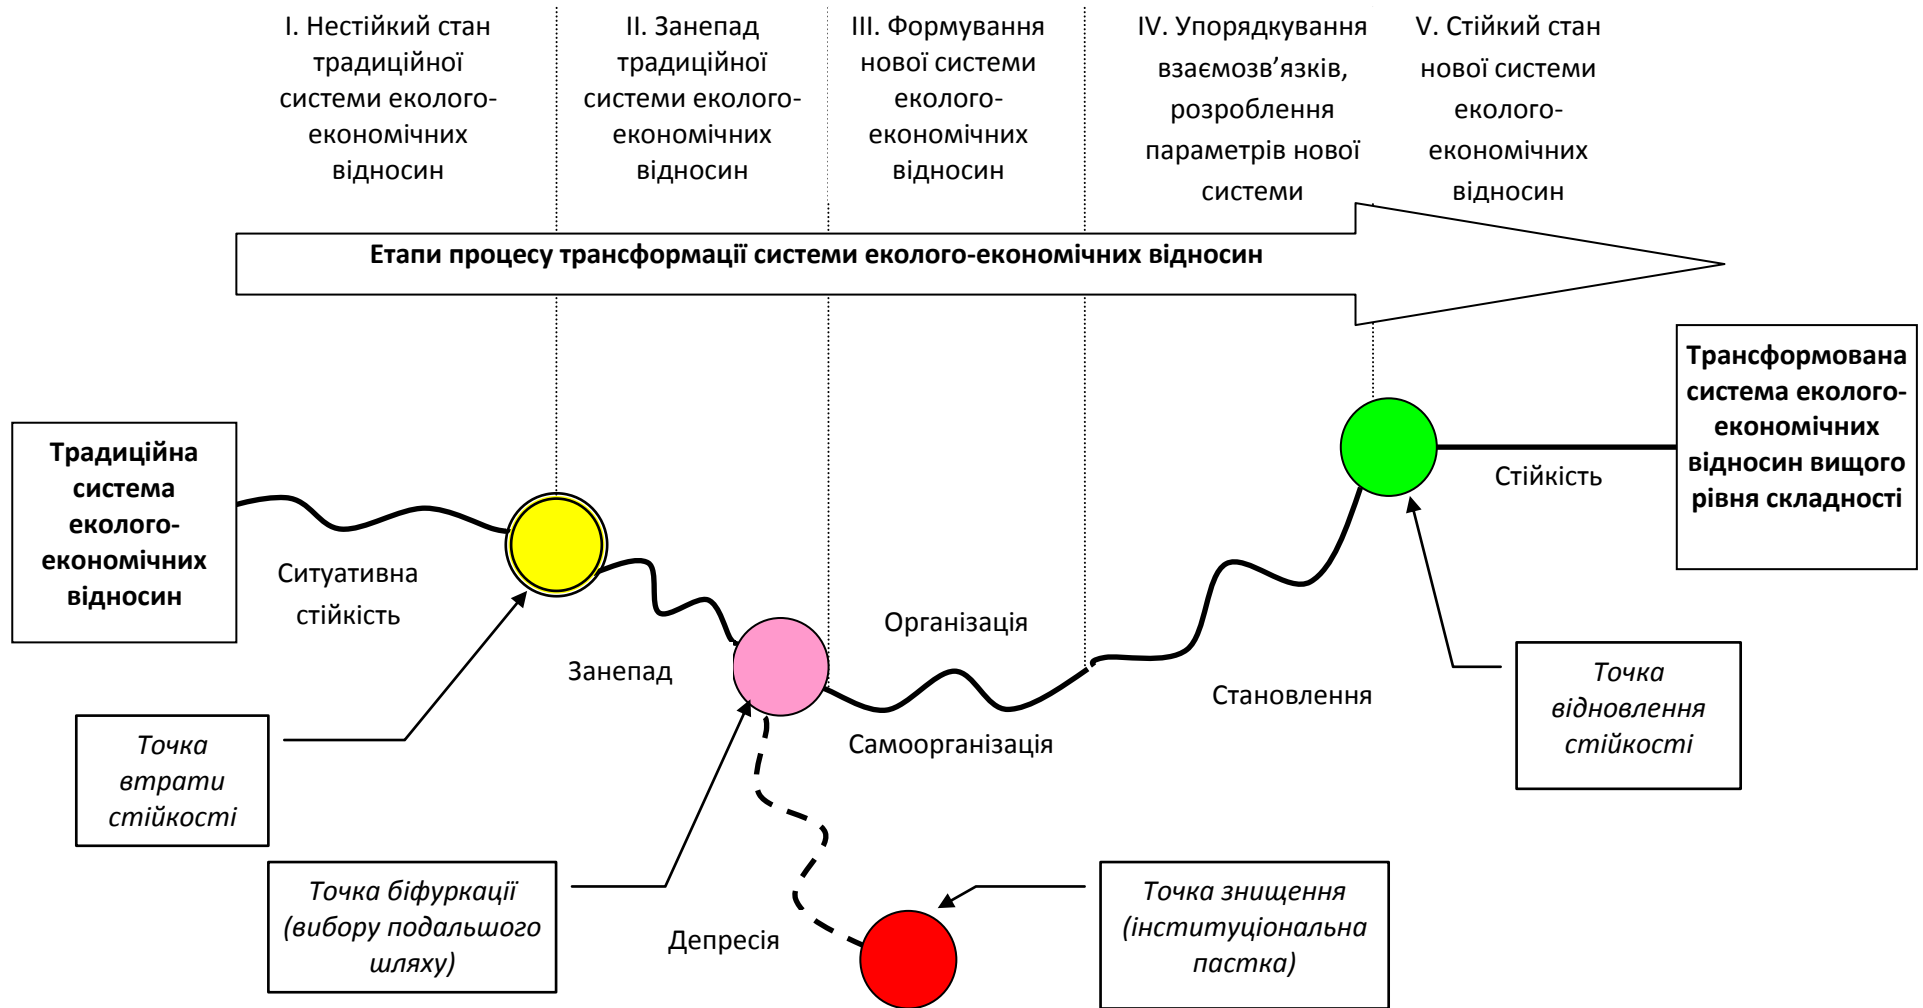 І. Нестійкий стан
традиційної
системи еколого-
економічних
відносин
ІІ. Занепад
традиційної
системи еколого-
економічних
відносин
ІІІ. Формування
нової системи
еколого-
економічних
відносин
IV. Упорядкування
взаємозв’язків,
розроблення
параметрів нової
системи
V. Стійкий стан
нової системи
еколого-
економічних
відносин
Етапи процесу трансформації системи еколого-економічних відносин
Традиційна
система
еколого-
економічних
відносин
Ситуативна
стійкість
Занепад
Організація
Самоорганізація
Становлення
Стійкість
Трансформована
система еколого-
економічних
відносин вищого
рівня складності
Точка
втрати
стійкості
Точка біфуркації
(вибору подальшого
шляху)
Депресія
Точка знищення
(інституціональна
пастка)
Точка
відновлення
стійкості